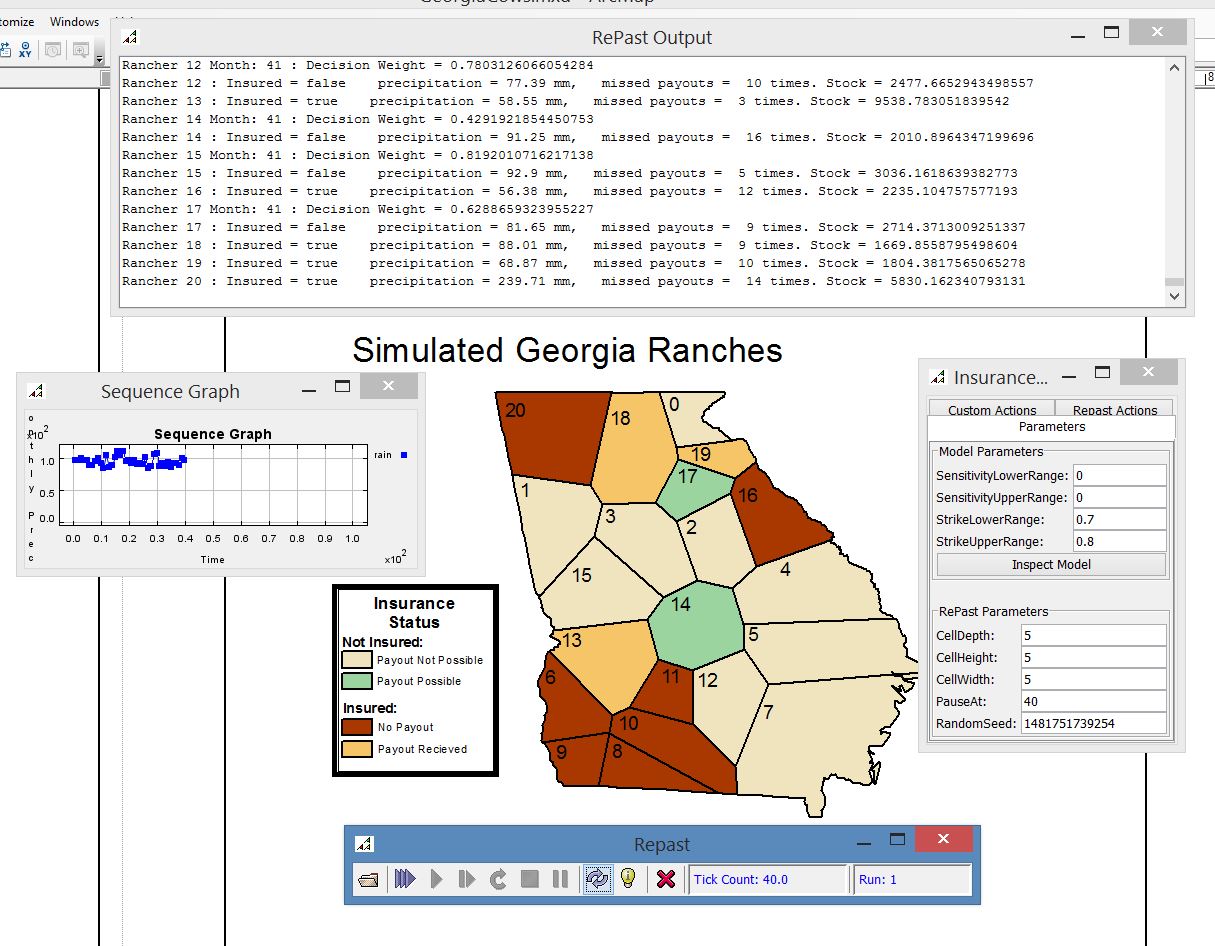 tomize Windows
XY
RePast Output
Rancher 12 Month: 41 : Decision Weight = 0.7803126066054284
Rancher 12 : Insured = false precipitation = 77.39 mm, missed payouts = 10 times. Stock = 2477.6652943498557
Rancher 13 : Insured = true precipitation = 58.55 mm, missed payouts = 3 times. Stock = 9538.783051839542
Rancher 14 Month: 41 : Decision Weight = 0.4291921854450753
Rancher 14 : Insured = false precipitation = 91.25 mm, missed payouts = 16 times. Stock = 2010.8964347199696
Rancher 15 Month: 41 : Decision Weight = 0.8192010716217138
Rancher 15 : Insured = false precipitation = 92.9 mm, missed payouts = 5 times. Stock = 3036.1618639382773
Rancher 16 : Insured = true precipitation = 56.38 mm, missed payouts = 12 times. Stock = 2235.104757577193
Rancher 17 Month: 41 : Decision Weight = 0.6288659323955227
Rancher 17 : Insured = false precipitation = 81.65 mm, missed payouts = 9 times. Stock = 2714.3713009251337
Rancher 18 : Insured = true precipitation = 88.01 mm, missed payouts = 9 times. Stock = 1669.8558795498604
Rancher 19 : Insured = true precipitation = 68.87 mm, missed payouts = 10 times. Stock = 1804.3817565065278
Rancher 20 : Insured = true precipitation = 239.71 mm, missed payouts = 14 times. Stock = 5830.162340793131
8
Simulated Georgia Ranches
Sequence Graph
Sequence Graph
x10²
1.0
0.5
0.0
rain
0.0 0.1 0.2 0.3 0.4 0.5 0.6 0.7 0.8 0.9 1.0
Time
x10²
Insurance
Status
Not Insured:
Payout Not Possible
Payout Possible
Insured:
No Payout
Payout Recieved
20
18
0
19
17
16
1
3
2
15
4
14
5
13
6
11
12
7
10
9
8
Insurance...
Custom Actions
Repast Actions
Parameters
Model Parameters
SensitivityLowerRange: 0
SensitivityUpperRange: 0
StrikeLowerRange: 0.7
StrikeUpperRange: 0.8
Inspect Model
RePast Parameters
CellDepth: 5
CellHeight: 5
CellWidth: 5
PauseAt: 40
RandomSeed: 1481751739254
Repast
Tick Count: 40.0
Run: 1